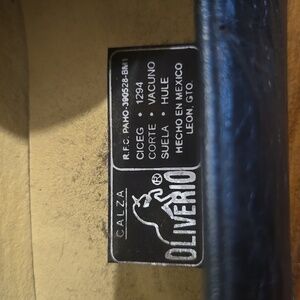 CALZA
OLIVERIO
®
R.F.C. PAHO-390528-BM1
CICEG • 1294
CORTE • VACUNO
SUELA • HULE
HECHO EN MEXICO
LEON, GTO.